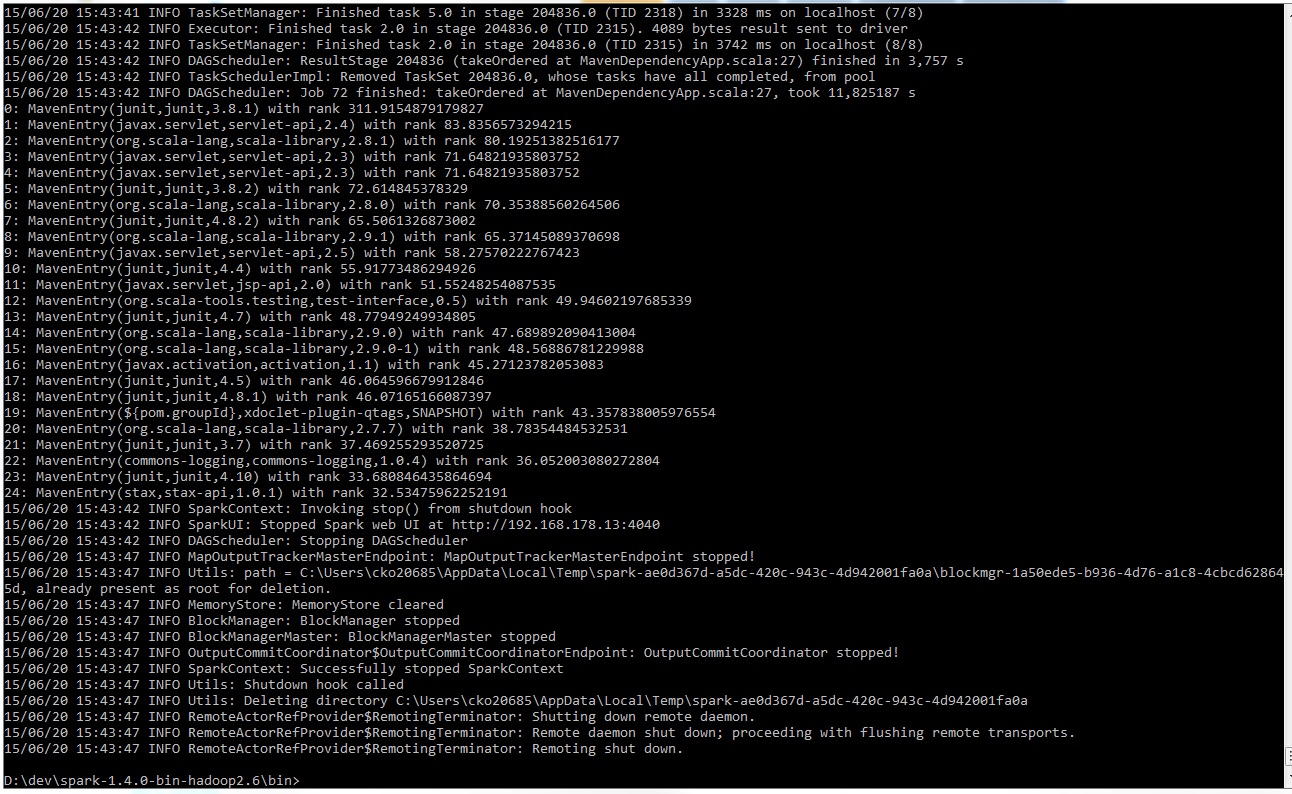 15/06/20 15:43:41 INFO TaskSetManager: Finished task 5.0 in stage 204836.0 (TID 2318) in 3328 ms on localhost (7/8)
15/06/20 15:43:42 INFO Executor: Finished task 2.0 in stage 204836.0 (TID 2315). 4089 bytes result sent to driver
15/06/20 15:43:42 INFO TaskSetManager: Finished task 2.0 in stage 204836.0 (TID 2315) in 3742 ms on localhost (8/8)
15/06/20 15:43:42 INFO DAGScheduler: ResultStage 204836 (takeOrdered at MavenDependencyApp.scala:27) finished in 3,757 s
15/06/20 15:43:42 INFO TaskSchedulerImpl: Removed TaskSet 204836.0, whose tasks have all completed, from pool
15/06/20 15:43:42 INFO DAGScheduler: Job 72 finished: takeOrdered at MavenDependencyApp.scala:27, took 11,825187 s
0: MavenEntry(junit,junit,3.8.1) with rank 311.9154879179827
1: MavenEntry(javax.servlet,servlet-api,2.4) with rank 83.8356573294215
2: MavenEntry(org.scala-lang,scala-library,2.8.1) with rank 80.19251382516177
3: MavenEntry(javax.servlet,servlet-api,2.3) with rank 71.64821935803752
4: MavenEntry(javax.servlet,servlet-api,2.3) with rank 71.64821935803752
5: MavenEntry(junit,junit,3.8.2) with rank 72.614845378329
6: MavenEntry(org.scala-lang,scala-library,2.8.0) with rank 70.35388560264506
7: MavenEntry(junit,junit,4.8.2) with rank 65.5061326873002
8: MavenEntry(org.scala-lang,scala-library,2.9.1) with rank 65.37145089370698
9: MavenEntry(javax.servlet,servlet-api,2.5) with rank 58.27570222767423
10: MavenEntry(junit,junit,4.4) with rank 55.91773486294926
11: MavenEntry(javax.servlet,jsp-api,2.0) with rank 51.55248254087535
12: MavenEntry(org.scala-tools.testing,test-interface,0.5) with rank 49.94602197685339
13: MavenEntry(junit,junit,4.7) with rank 48.77949249934805
14: MavenEntry(org.scala-lang,scala-library,2.9.0) with rank 47.689892090413004
15: MavenEntry(org.scala-lang,scala-library,2.9.0-1) with rank 48.56886781229988
16: MavenEntry(javax.activation,activation,1.1) with rank 45.27123782053083
17: MavenEntry(junit,junit,4.5) with rank 46.064596679912846
18: MavenEntry(junit,junit,4.8.1) with rank 46.07165166087397
19: MavenEntry(${pom.groupId},xdoclet-plugin-qtags,SNAPSHOT) with rank 43.357838005976554
20: MavenEntry(org.scala-lang,scala-library,2.7.7) with rank 38.78354484532531
21: MavenEntry(junit,junit,3.7) with rank 37.469255293520725
22: MavenEntry(commons-logging,commons-logging,1.0.4) with rank 36.052003080272804
23: MavenEntry(junit,junit,4.10) with rank 33.680846435864694
24: MavenEntry(stax,stax-api,1.0.1) with rank 32.53475962252191
15/06/20 15:43:42 INFO SparkContext: Invoking stop() from shutdown hook
15/06/20 15:43:42 INFO SparkUI: Stopped Spark web UI at http://192.168.178.13:4040
15/06/20 15:43:42 INFO DAGScheduler: Stopping DAGScheduler
15/06/20 15:43:47 INFO MapOutputTrackerMasterEndpoint: MapOutputTrackerMasterEndpoint stopped!
15/06/20 15:43:47 INFO Utils: path = C:\Users\cko20685\AppData\Local\Temp\spark-ae0d367d-a5dc-420c-943c-4d942001fa0a\blockmgr-1a50ede5-b936-4d76-a1c8-4cbcd62864
5d, already present as root for deletion.
15/06/20 15:43:47 INFO MemoryStore: MemoryStore cleared
15/06/20 15:43:47 INFO BlockManager: BlockManager stopped
15/06/20 15:43:47 INFO BlockManagerMaster: BlockManagerMaster stopped
15/06/20 15:43:47 INFO OutputCommitCoordinator$OutputCommitCoordinatorEndpoint: OutputCommitCoordinator stopped!
15/06/20 15:43:47 INFO SparkContext: Successfully stopped SparkContext
15/06/20 15:43:47 INFO Utils: Shutdown hook called
15/06/20 15:43:47 INFO Utils: Deleting directory C:\Users\cko20685\AppData\Local\Temp\spark-ae0d367d-a5dc-420c-943c-4d942001fa0a
15/06/20 15:43:47 INFO RemoteActorRefProvider$RemotingTerminator: Shutting down remote daemon.
15/06/20 15:43:47 INFO RemoteActorRefProvider$RemotingTerminator: Remote daemon shut down; proceeding with flushing remote transports.
15/06/20 15:43:47 INFO RemoteActorRefProvider$RemotingTerminator: Remoting shut down.
D:\dev\spark-1.4.0-bin-hadoop2.6\bin>